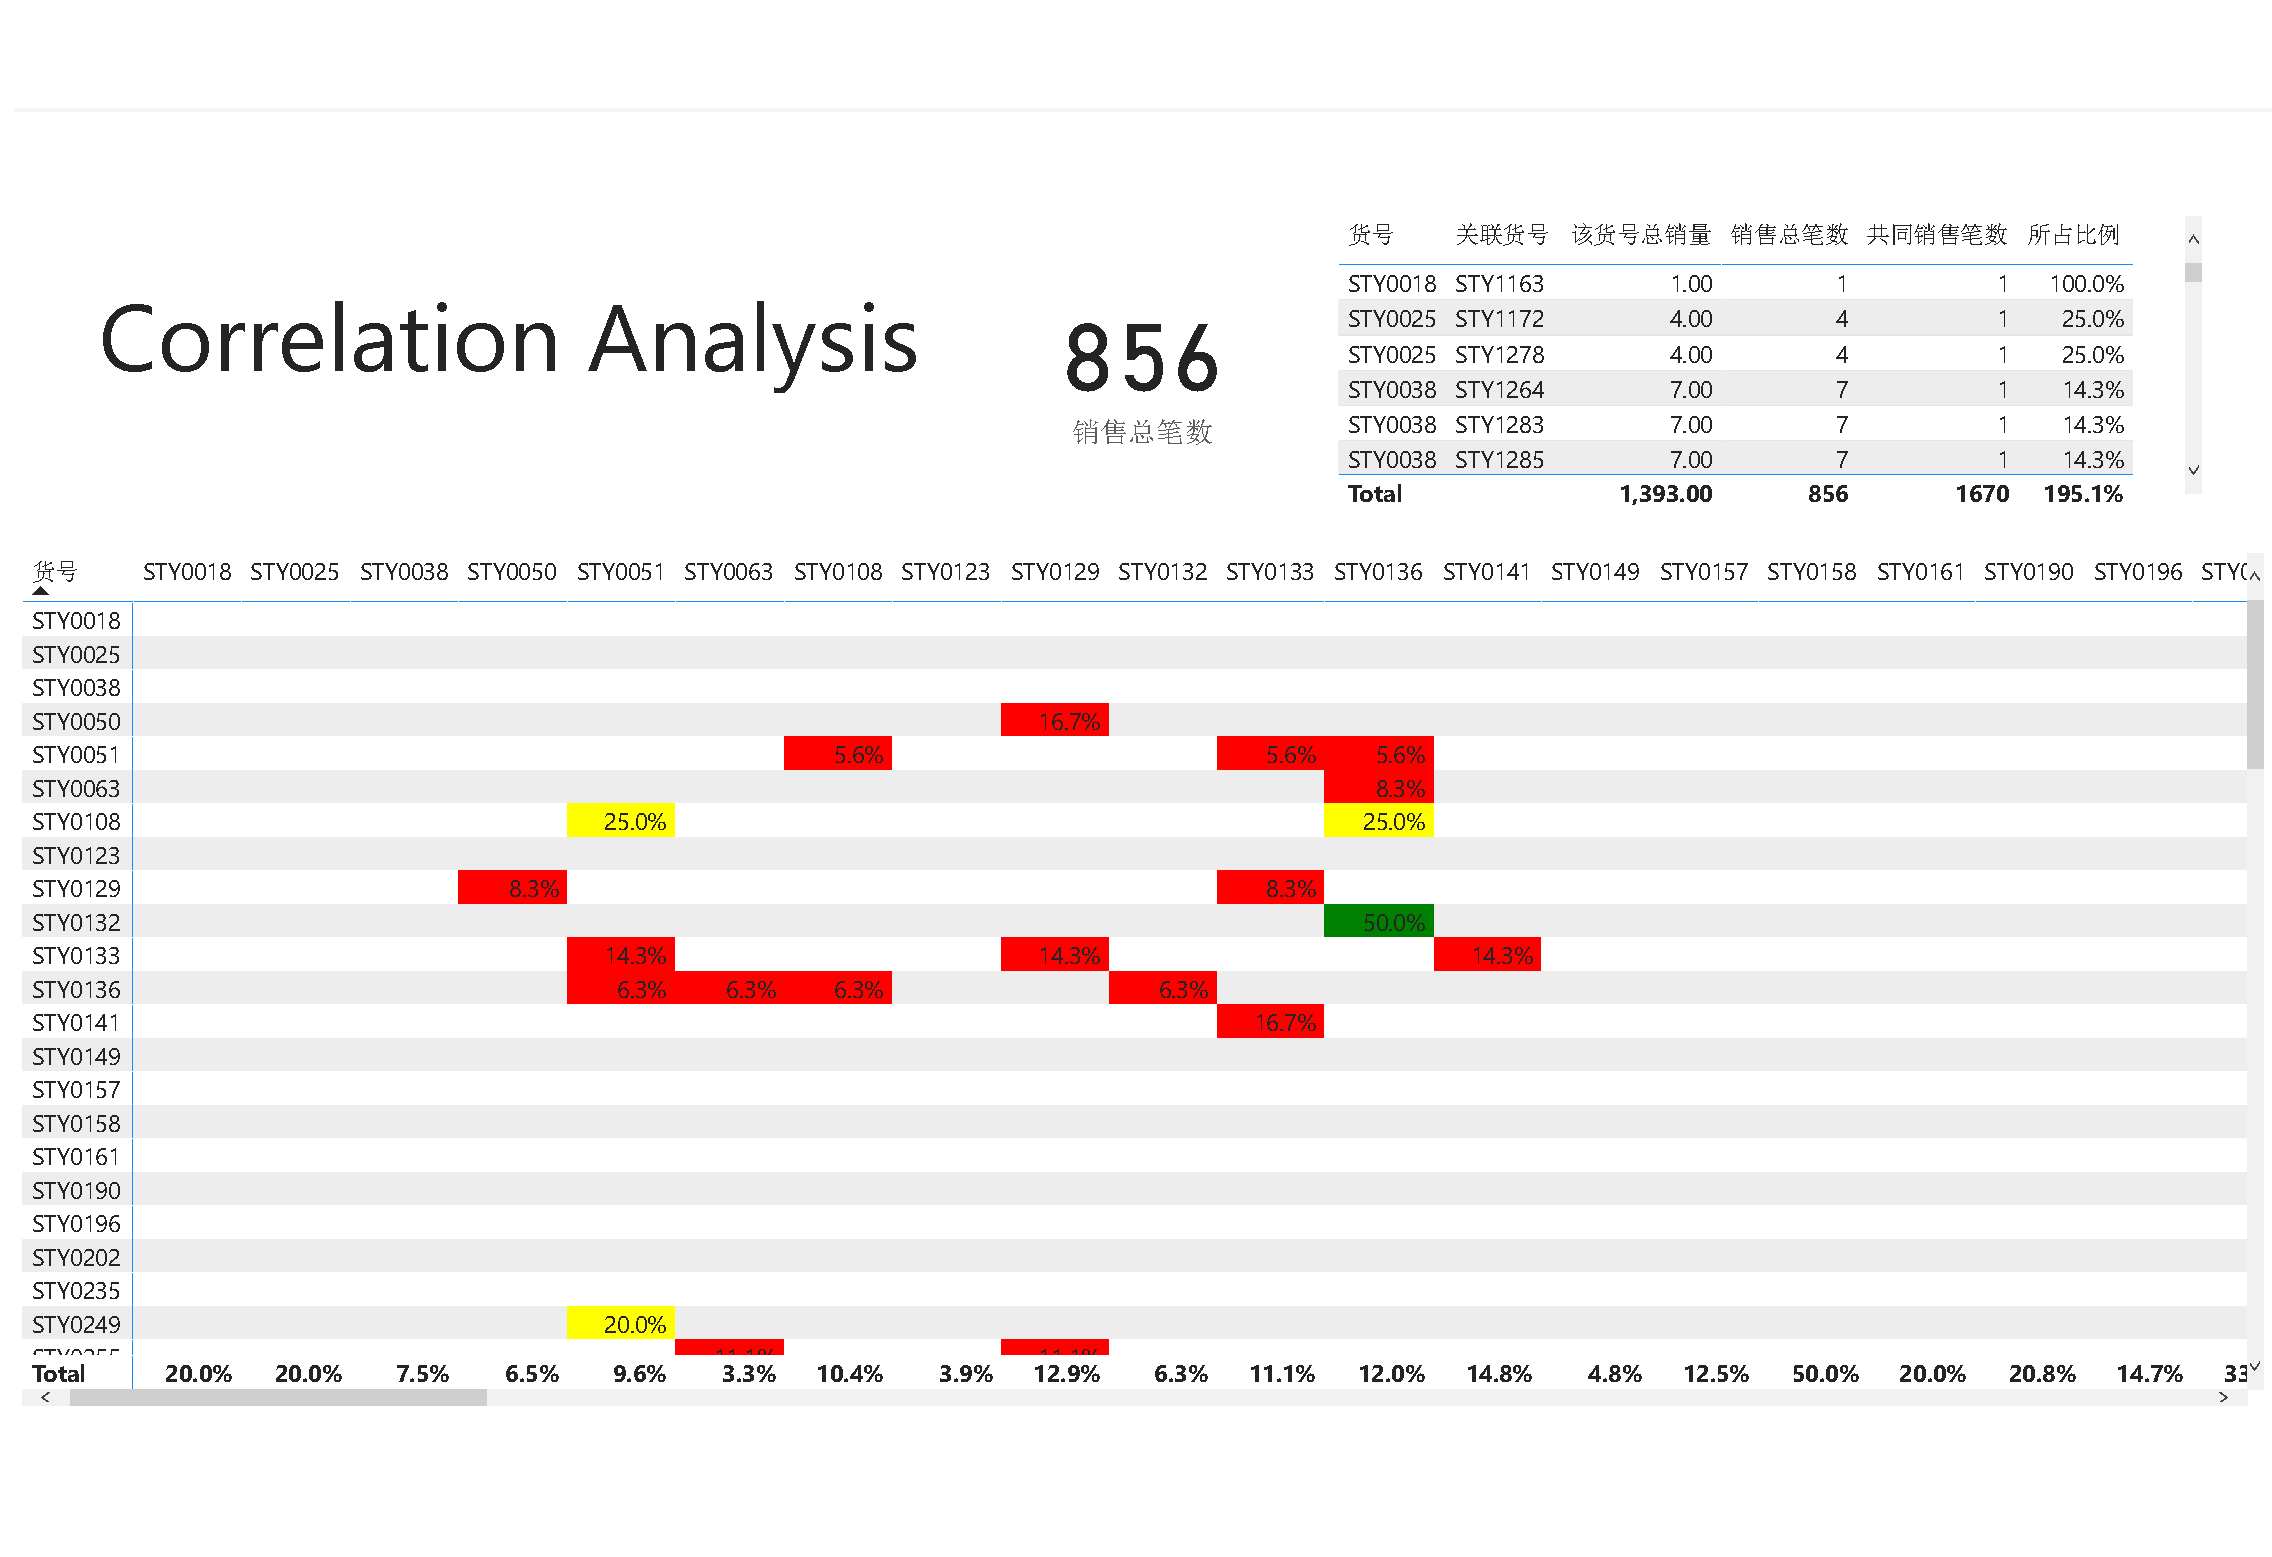 Correlation Analysis
856
销售总笔数
货号 关联货号 该货号总销量 销售总笔数 共同销售笔数 所占比例
STY0018 STY1163 1.00 1 1 100.0%
STY0025 STY1172 4.00 4 1 25.0%
STY0025 STY1278 4.00 4 1 25.0%
STY0038 STY1264 7.00 7 1 14.3%
STY0038 STY1283 7.00 7 1 14.3%
STY0038 STY1285 7.00 7 1 14.3%
Total 1,393.00 856 1670 195.1%
货号 STY0018 STY0025 STY0038 STY0050 STY0051 STY0063 STY0108 STY0123 STY0129 STY0132 STY0133 STY0136 STY0141 STY0149 STY0157 STY0158 STY0161 STY0190 STY0196
STY0018
STY0025
STY0038
STY0050 16.7%
STY0051 5.6% 5.6% 5.6%
STY0063 8.3%
STY0108 25.0% 25.0%
STY0123
STY0129 8.3% 8.3%
STY0132 50.0%
STY0133 14.3% 14.3% 14.3%
STY0136 6.3% 6.3% 6.3% 6.3%
STY0141 16.7%
STY0149
STY0157
STY0158
STY0161
STY0190
STY0196
STY0202
STY0235
STY0249 20.0%
Total 20.0% 20.0% 7.5% 6.5% 9.6% 3.3% 10.4% 3.9% 12.9% 6.3% 11.1% 12.0% 14.8% 4.8% 12.5% 50.0% 20.0% 20.8% 14.7%